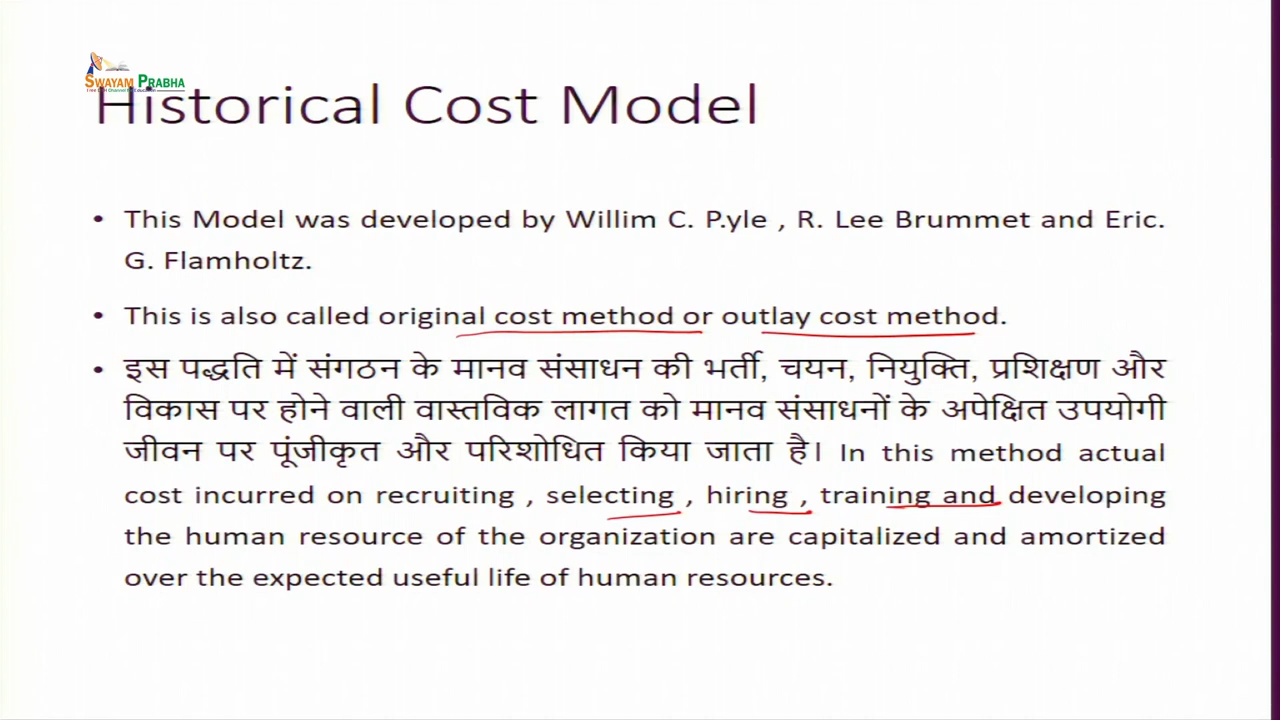 SWAYAM PRABHA
Historical Cost Model
• This Model was developed by Willim C. P.yle , R. Lee Brummet and Eric.
G. Flamholtz.
• This is also called original cost method or outlay cost method.
• इस पद्धति में संगठन के मानव संसाधन की भर्ती, चयन, नियुक्ति, प्रशिक्षण और
विकास पर होने वाली वास्तविक लागत को मानव संसाधनों के अपेक्षित उपयोगी
जीवन पर पूंजीकृत और परिशोधित किया जाता है। In this method actual
cost incurred on recruiting , selecting , hiring , training and developing
the human resource of the organization are capitalized and amortized
over the expected useful life of human resources.